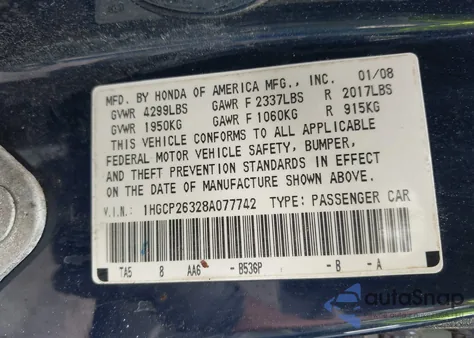 MFD. BY HONDA OF AMERICA MFG., INC. 01/08
GVWR 4299LBS GAWR F 2337LBS R 2017LBS
GVWR 1950KG GAWR F 1060KG R 915KG
THIS VEHICLE CONFORMS TO ALL APPLICABLE
FEDERAL MOTOR VEHICLE SAFETY, BUMPER,
AND THEFT PREVENTION STANDARDS IN EFFECT
ON THE DATE OF MANUFACTURE SHOWN ABOVE.
V.I.N.: 1HGCP26328A077742 TYPE: PASSENGER CAR
TA5 8 AA6 - B536P - B - A
autoSnap